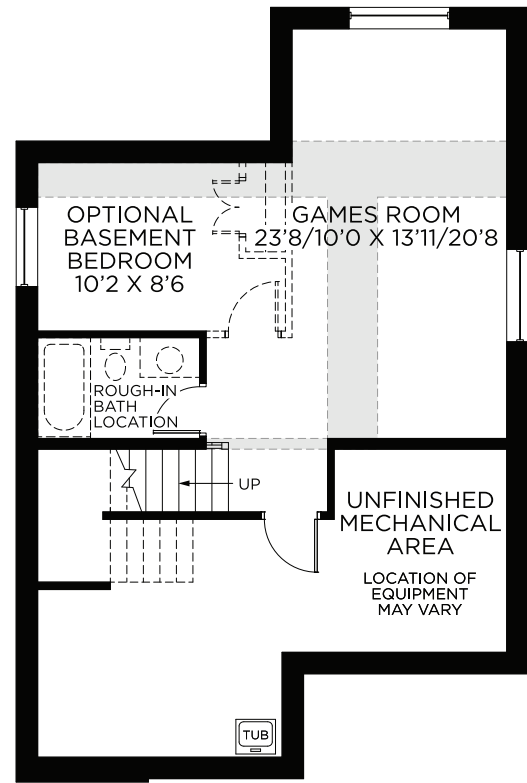 OPTIONAL
BASEMENT
BEDROOM
10'2 X 8'6
GAMES ROOM
23'8/10'0 X 13'11/20'8
ROUGH-IN
BATH
LOCATION
UP
UNFINISHED
MECHANICAL
AREA
LOCATION OF
EQUIPMENT
MAY VARY
TUB